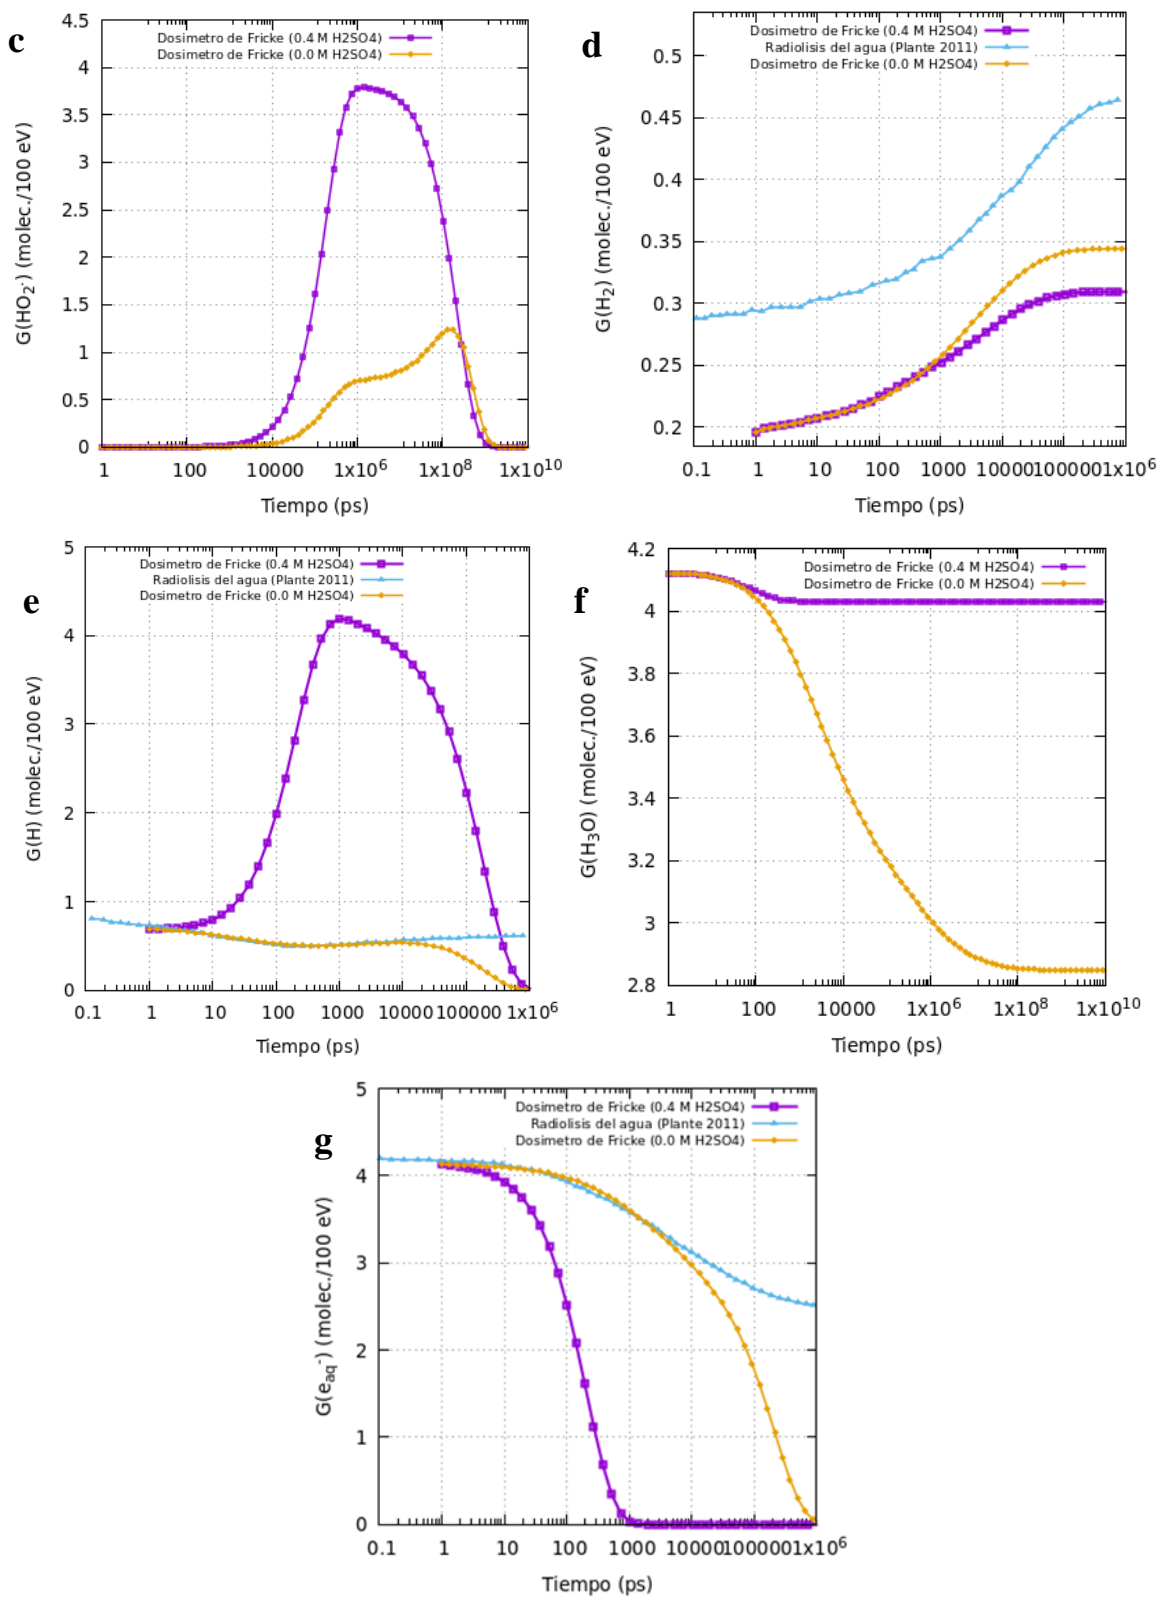 c
4.5
4
3.5
3
2.5
2
1.5
1
0.5
0
G(HO2·) (molec./100 eV)
Dosimetro de Fricke (0.4 M H2SO4)
Dosimetro de Fricke (0.0 M H2SO4)
1 100 10000 1x10^6 1x10^8 1x10^10
Tiempo (ps)
d
0.5
0.45
0.4
0.35
0.3
0.25
0.2
G(H2) (molec./100 eV)
Dosimetro de Fricke (0.4 M H2SO4)
Radiolisis del agua (Plante 2011)
Dosimetro de Fricke (0.0 M H2SO4)
0.1 1 10 100 1000 10000 100000 1x10^6
Tiempo (ps)
e
5
4
3
2
1
0
G(H) (molec./100 eV)
Dosimetro de Fricke (0.4 M H2SO4)
Radiolisis del agua (Plante 2011)
Dosimetro de Fricke (0.0 M H2SO4)
0.1 1 10 100 1000 10000 100000 1x10^6
Tiempo (ps)
f
4.2
4
3.8
3.6
3.4
3.2
3
2.8
G(H3O) (molec./100 eV)
Dosimetro de Fricke (0.4 M H2SO4)
Dosimetro de Fricke (0.0 M H2SO4)
1 100 10000 1x10^6 1x10^8 1x10^10
Tiempo (ps)
g
5
4
3
2
1
0
G(eaq-) (molec./100 eV)
Dosimetro de Fricke (0.4 M H2SO4)
Radiolisis del agua (Plante 2011)
Dosimetro de Fricke (0.0 M H2SO4)
0.1 1 10 100 1000 10000 100000 1x10^6
Tiempo (ps)